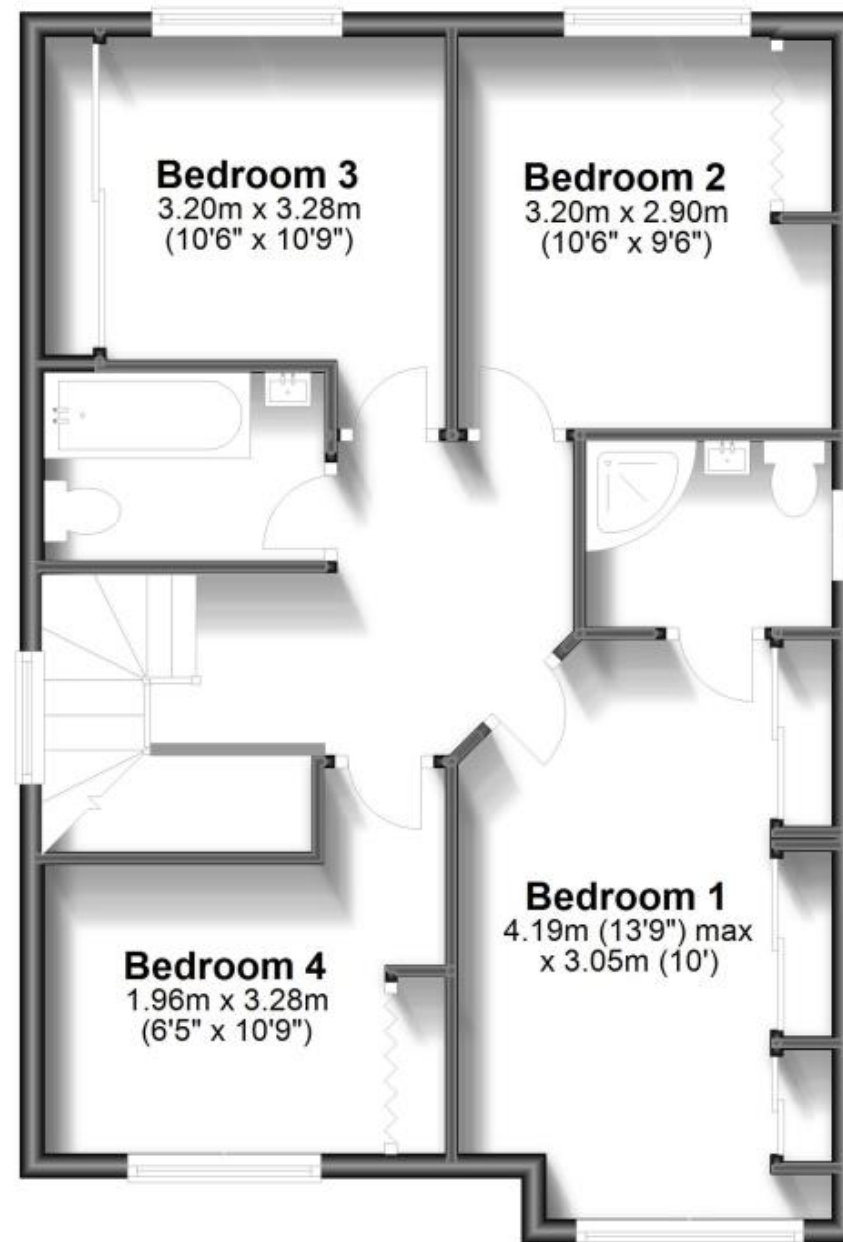 Bedroom 3
3.20m x 3.28m
(10'6" x 10'9")
Bedroom 2
3.20m x 2.90m
(10'6" x 9'6")
Bedroom 1
4.19m (13'9") max
x 3.05m (10')
Bedroom 4
1.96m x 3.28m
(6'5" x 10'9")